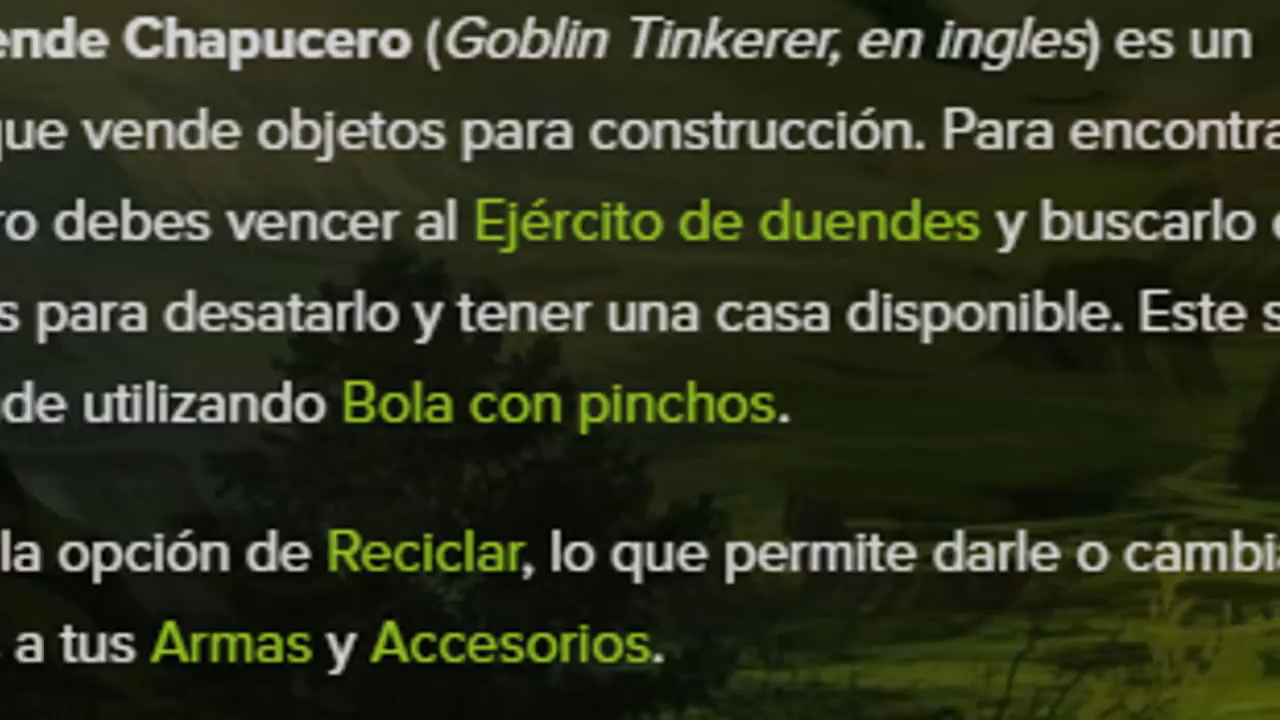 ende Chapucero (Goblin Tinkerer, en ingles) es un
que vende objetos para construcción. Para encontra
ro debes vencer al Ejército de duendes y buscarlo
s para desatarlo y tener una casa disponible. Este s
de utilizando Bola con pinchos.
la opción de Reciclar, lo que permite darle o cambia
a tus Armas y Accesorios.